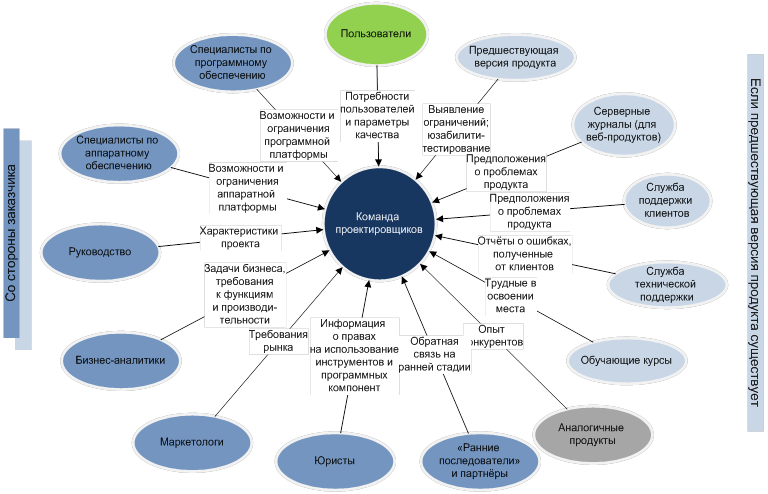 Пользователи
Специалисты по
программному
обеспечению
Предшествующая
версия продукта
Потребности
пользователей
и параметры
качества
Возможности и
ограничения
программной
платформы
Выявление
ограничений;
юзабилити-
тестирование
Серверные
журналы (для
веб-продуктов)
Специалисты по
аппаратному
обеспечению
Возможности и
ограничения
аппаратной
платформы
Предположения
о проблемах
продукта
Служба
поддержки
клиентов
Предположения
о проблемах
продукта
Команда
проектировщиков
Руководство
Характеристики
проекта
Отчёты о ошибках,
полученные
от клиентов
Служба
технической
поддержки
Задачи бизнеса,
требования
к функциям
и производи-
тельности
Трудные в
освоении
места
Бизнес-аналитики
Требования
рынка
Информация
о правах
на использование
инструментов и
программных
компонент
Обратная
связь на
ранней стадии
Опыт
онкурентов
Обучающие курсы
Маркетологи
Юристы
«Ранние
последователи»
и партнёры
Аналогичные
продукты
Со стороны заказчика
Если предшествующая версия продукта существует